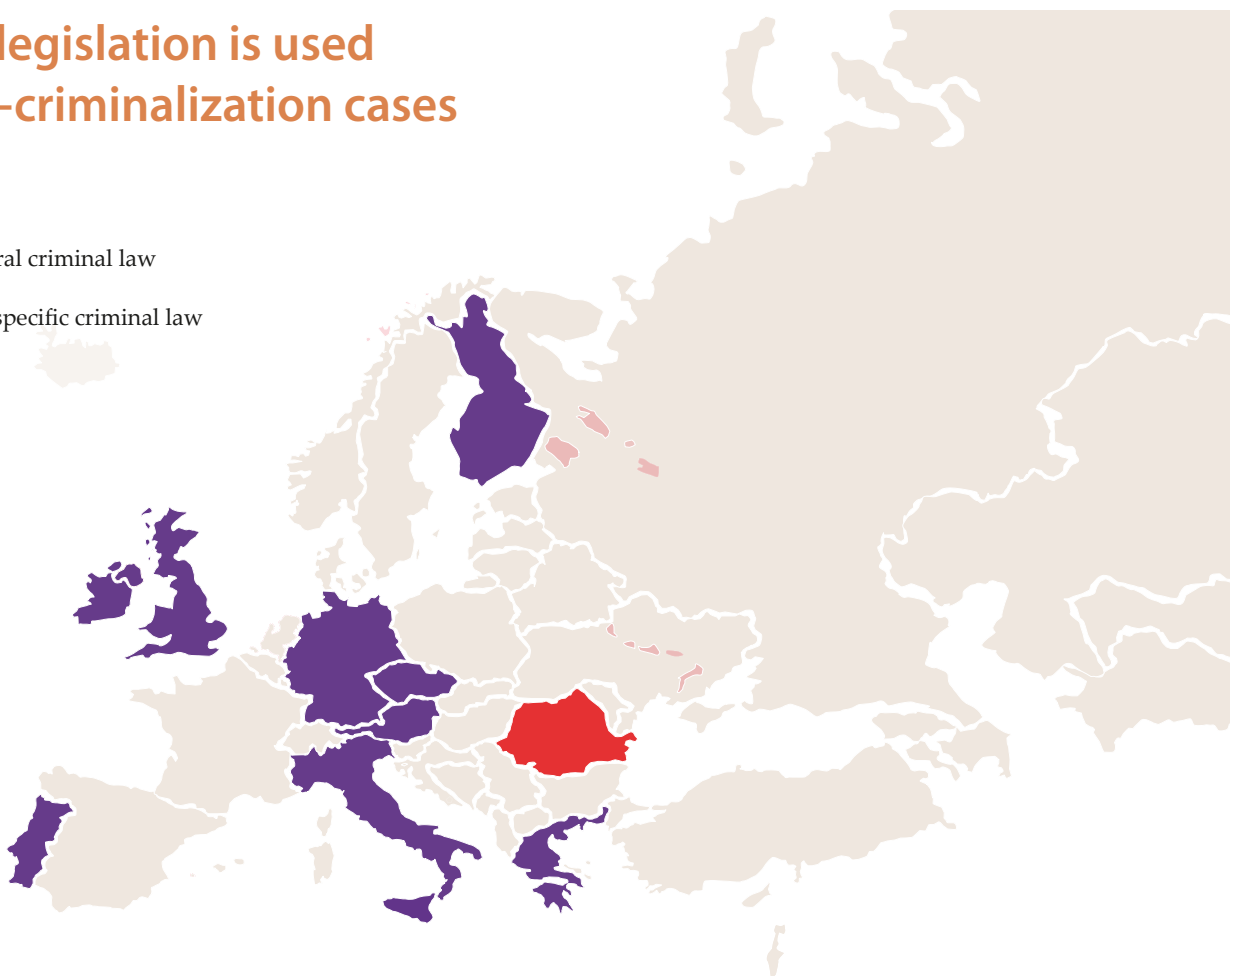 legislation is used
-criminalization cases
ral criminal law
specific criminal law